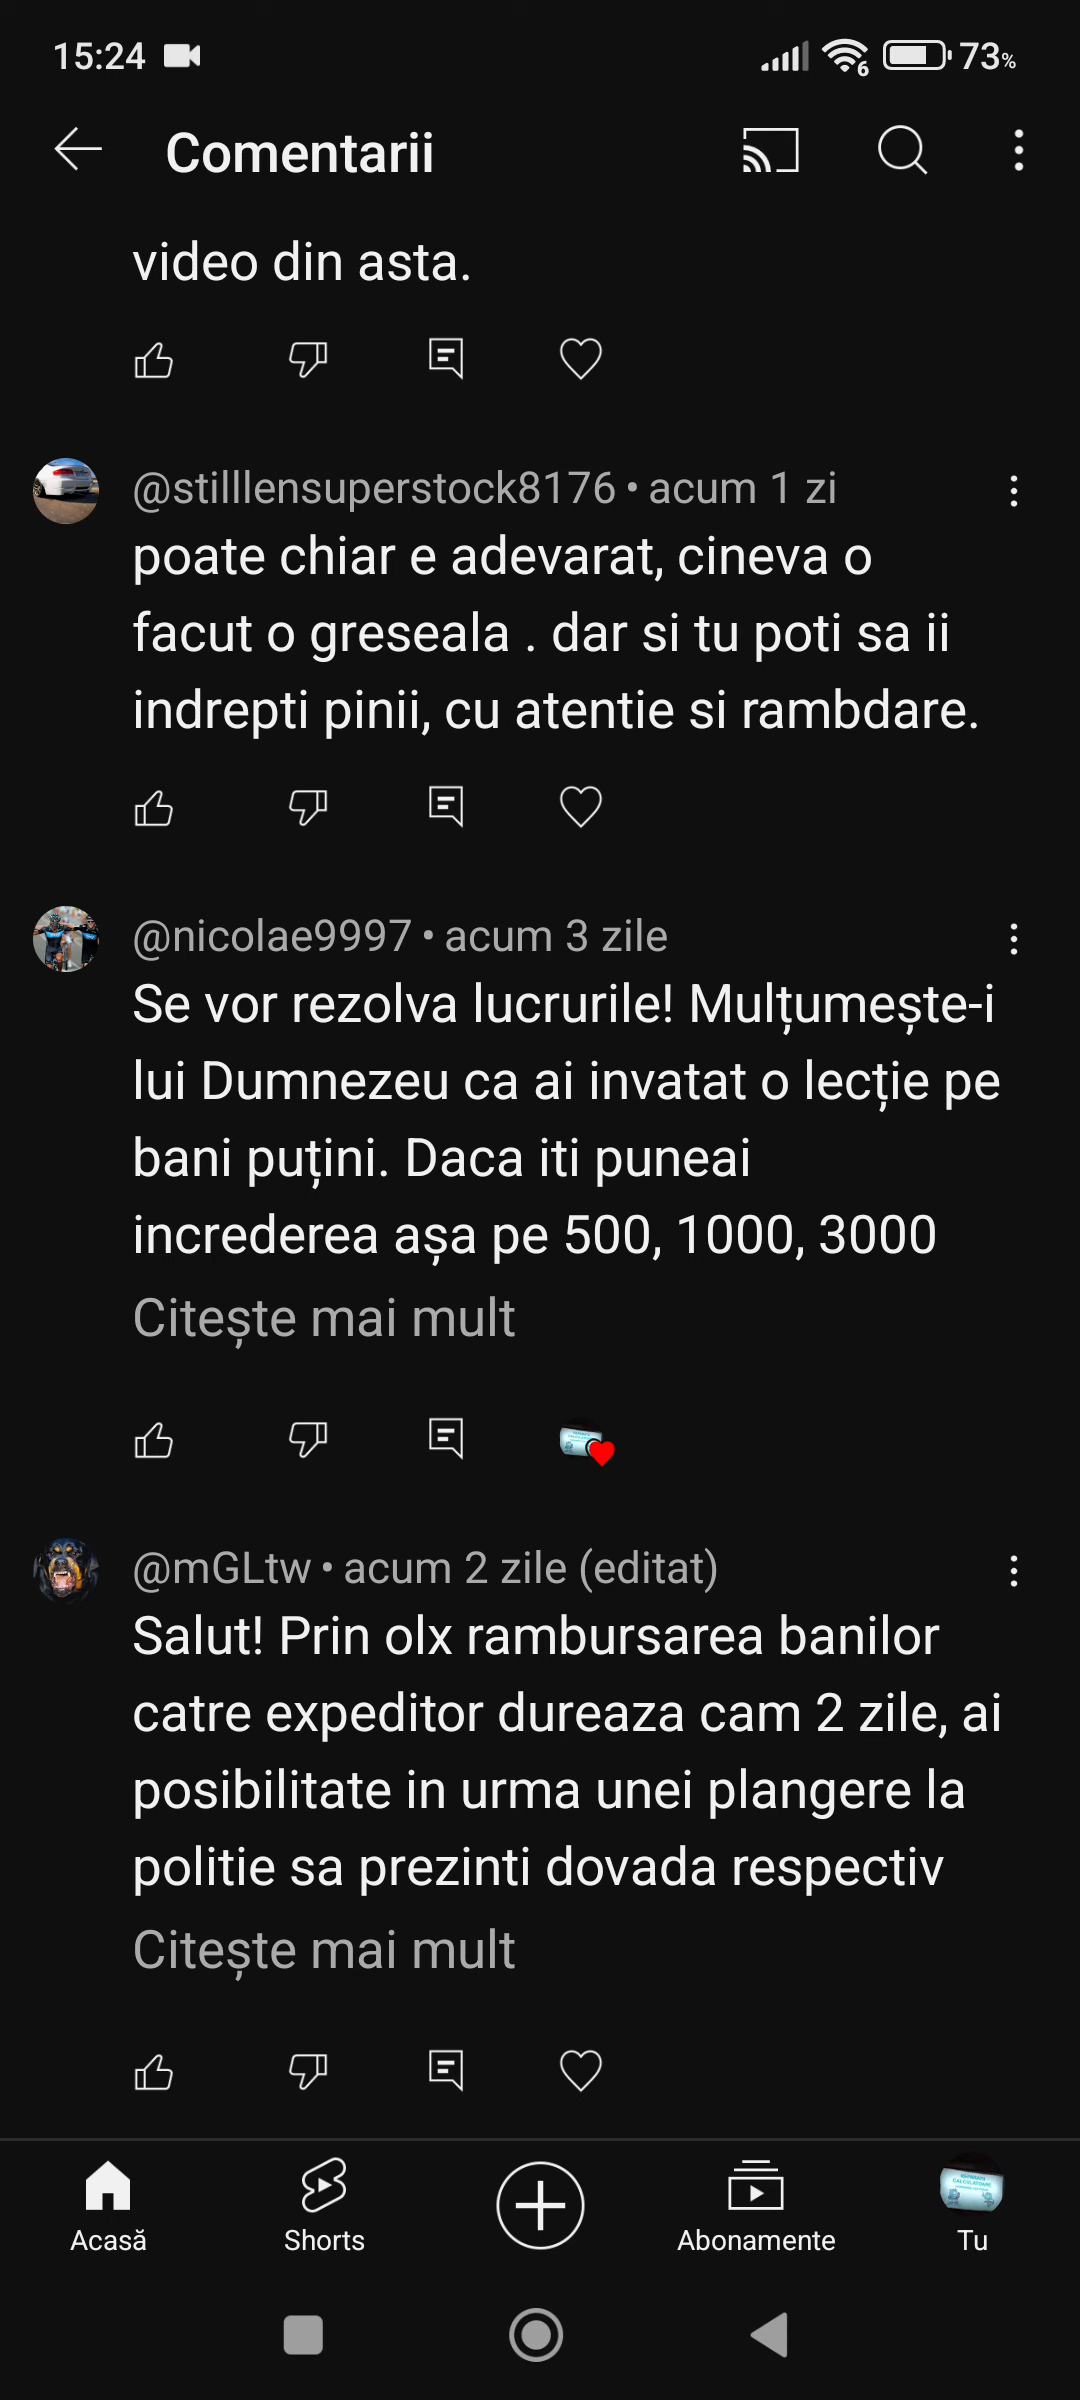 15:24
6
73%
Comentarii
video din asta.
@stilllensuperstock8176 • acum 1 zi
poate chiar e adevarat, cineva o
facut o greseala . dar si tu poti sa ii
indrepti pinii, cu atentie si rambdare.
@nicolae9997 • acum 3 zile
Se vor rezolva lucrurile! Mulțumește-i
lui Dumnezeu ca ai invatat o lecție pe
bani puțini. Daca iti puneai
increderea așa pe 500, 1000, 3000
Citește mai mult
@mGLtw • acum 2 zile (editat)
Salut! Prin olx rambursarea banilor
catre expeditor dureaza cam 2 zile, ai
posibilitate in urma unei plangere la
politie sa prezinti dovada respectiv
Citește mai mult
Acasă
Shorts
Abonamente
Tu